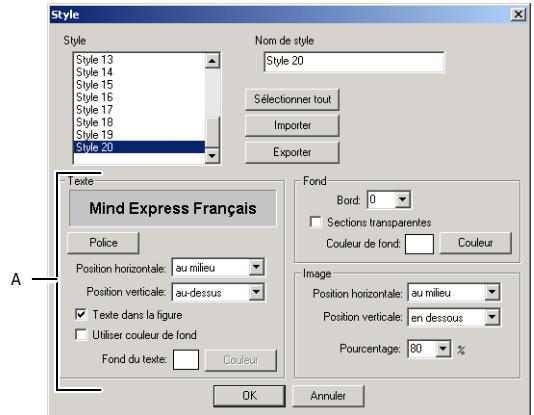 Style
Style
Nom de style
Style 13
Style 14
Style 15
Style 16
Style 17
Style 18
Style 19
Style 20
Style 20
Sélectionner tout
Importer
Exporter
A
Texte
Mind Express Français
Police
Position horizontale: au milieu
Position verticale: au-dessus
Texte dans la figure
Utiliser couleur de fond
Fond du texte: Couleur
Fond
Bord: 0
Sections transparentes
Couleur de fond: Couleur
Image
Position horizontale: au milieu
Position verticale: en dessous
Pourcentage: 80 %
OK Annuler